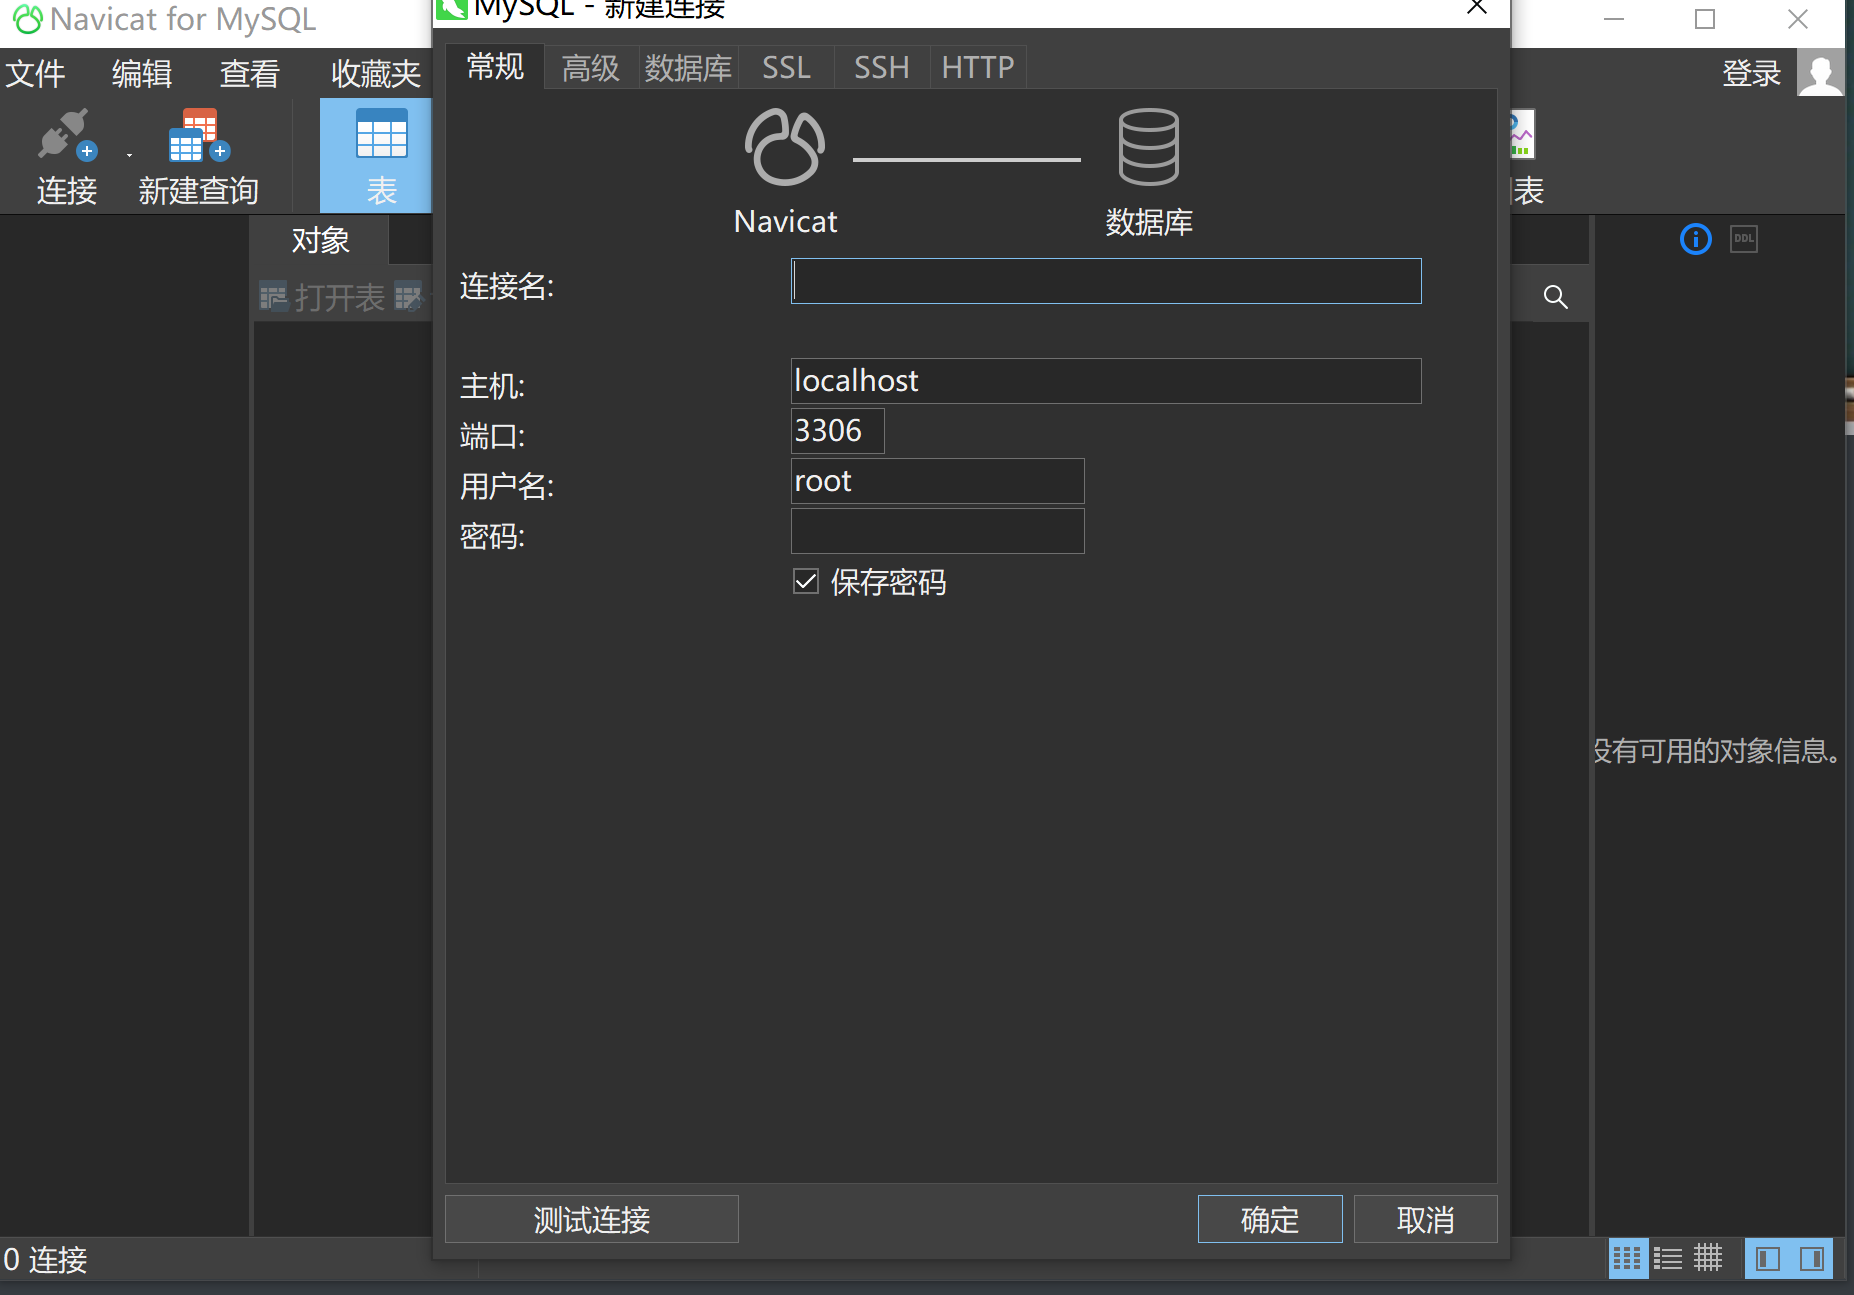 Navicat for MySQL
MySQL - 新建连接
文件 编辑 查看 收藏夹
登录
连接 新建查询 表
表
常规 高级 数据库 SSL SSH HTTP
Navicat 数据库
对象
DDL
打开表
连接名:
主机: localhost
端口: 3306
用户名: root
密码:
保存密码
没有可用的对象信息。
测试连接 确定 取消
0 连接